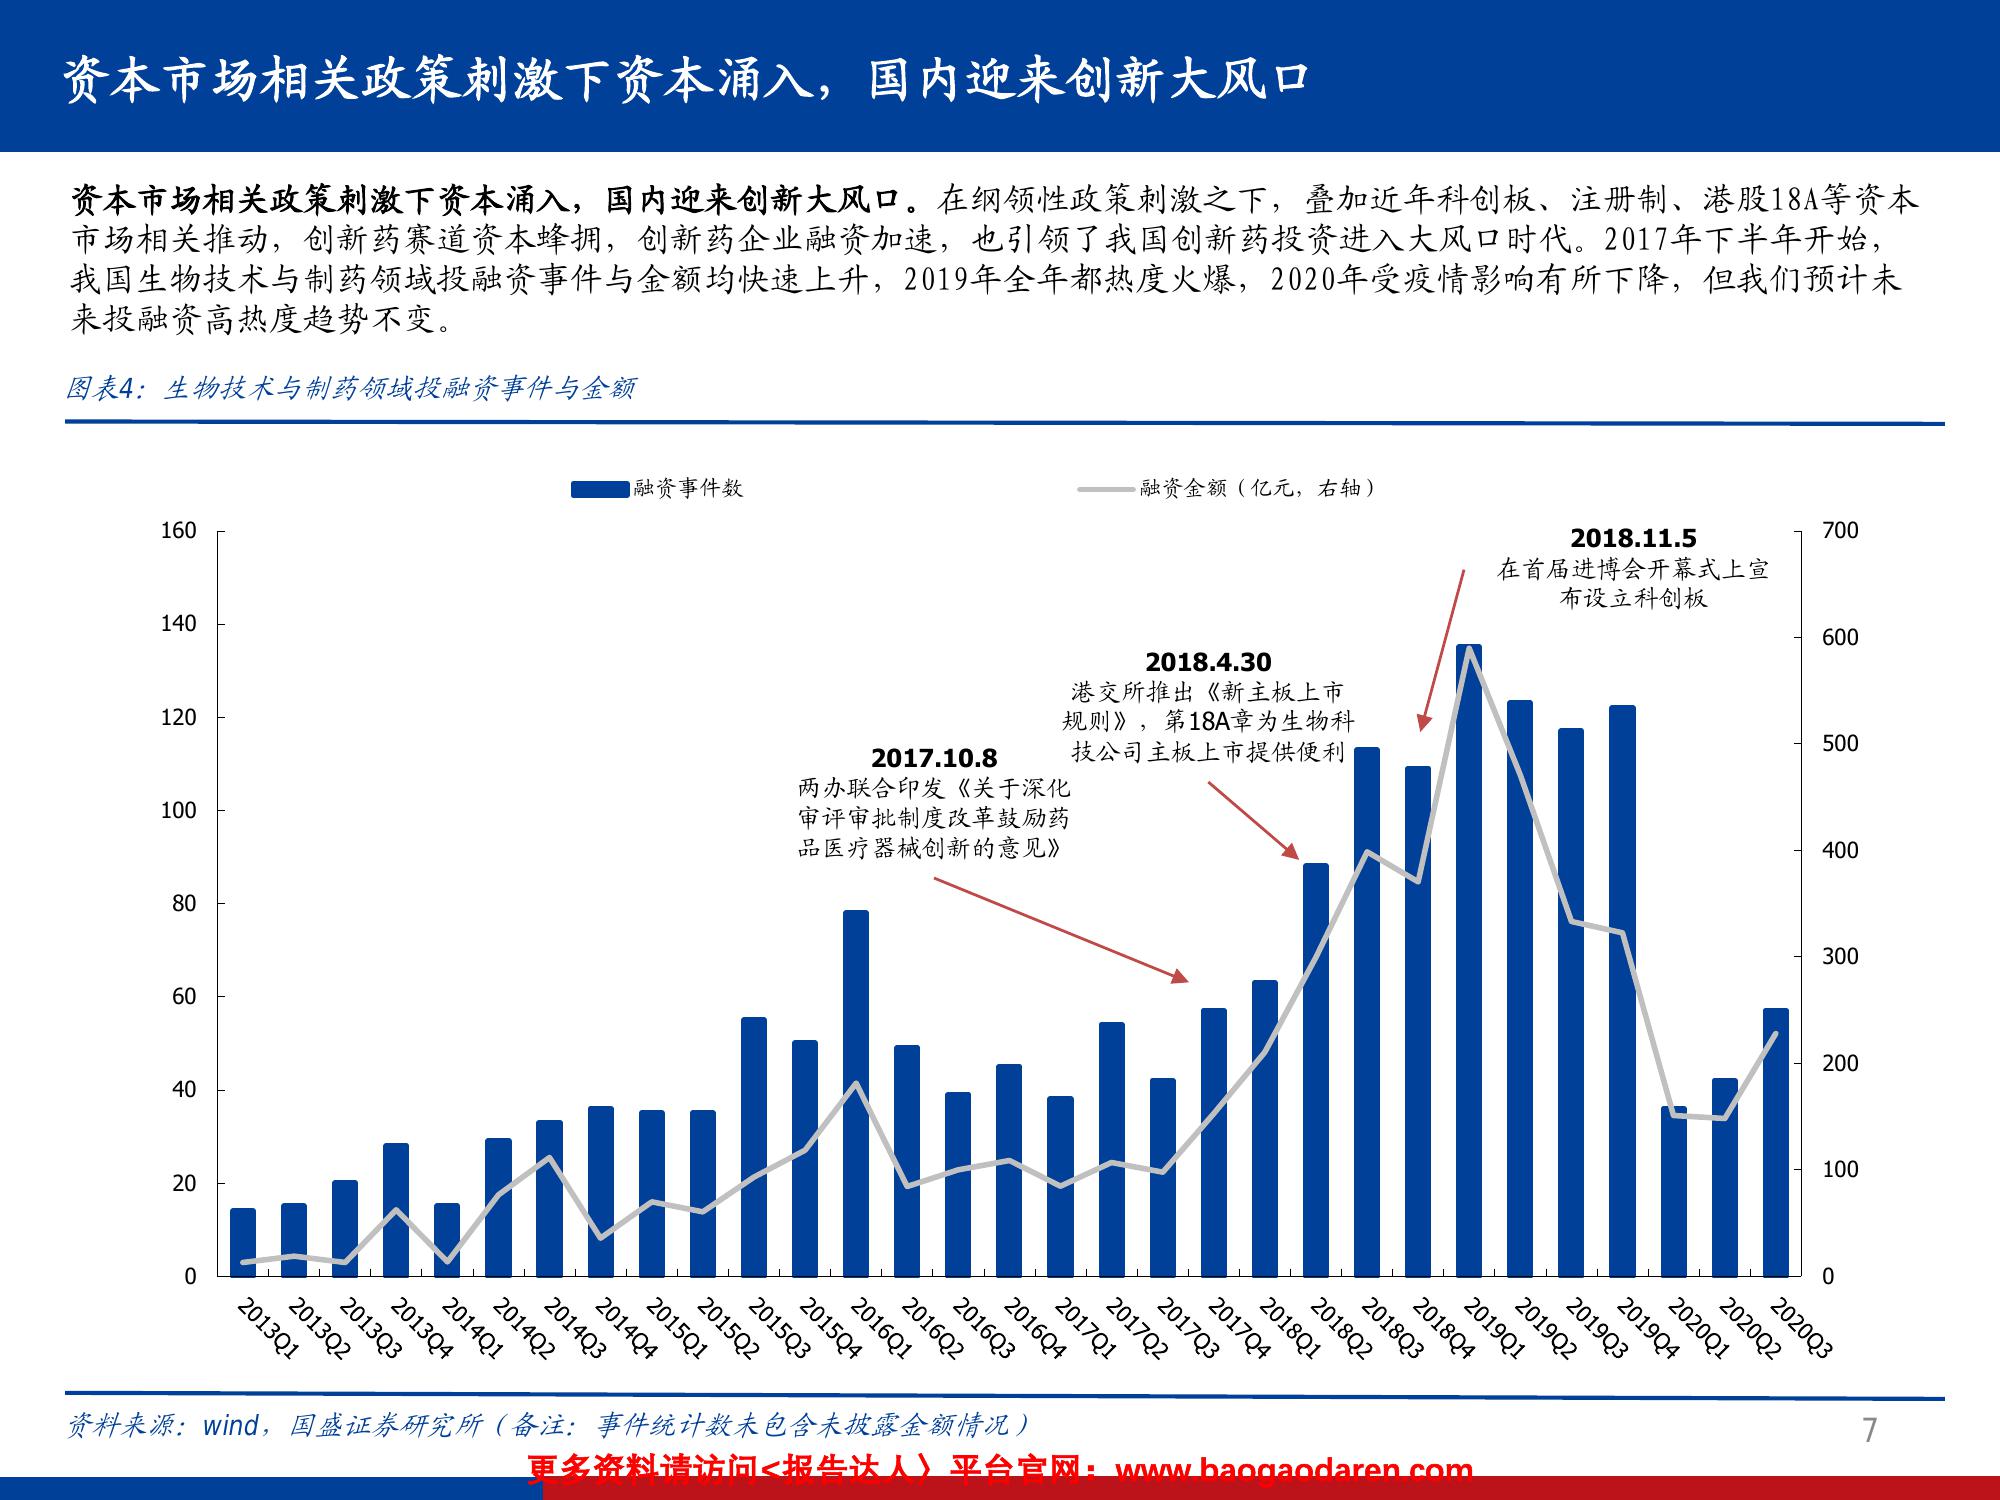 资本市场相关政策刺激下资本涌入，国内迎来创新大风口
资本市场相关政策刺激下资本涌入，国内迎来创新大风口。在纲领性政策刺激之下，叠加近年科创板、注册制、港股18A等资本
市场相关推动，创新药赛道资本蜂拥，创新药企业融资加速，也引领了我国创新药投资进入大风口时代。2017年下半年开始，
我国生物技术与制药领域投融资事件与金额均快速上升，2019年全年都热度火爆，2020年受疫情影响有所下降，但我们预计未
来投融资高热度趋势不变。
图表4：生物技术与制药领域投融资事件与金额
融资事件数
融资金额（亿元，右轴）
160
140
120
100
80
60
40
20
0
700
600
500
400
300
200
100
0
2018.11.5
在首届进博会开幕式上宣
布设立科创板
2018.4.30
港交所推出《新主板上市
规则》，第18A章为生物科
技公司主板上市提供便利
2017.10.8
两办联合印发《关于深化
审评审批制度改革鼓励药
品医疗器械创新的意见》
2013Q1
2013Q2
2013Q3
2013Q4
2014Q1
2014Q2
2014Q3
2014Q4
2015Q1
2015Q2
2015Q3
2015Q4
2016Q1
2016Q2
2016Q3
2016Q4
2017Q1
2017Q2
2017Q3
2017Q4
2018Q1
2018Q2
2018Q3
2018Q4
2019Q1
2019Q2
2019Q3
2019Q4
2020Q1
2020Q2
2020Q3
资料来源：wind，国盛证券研究所（备注：事件统计数未包含未披露金额情况）
7
更多资料请访问<报告达人〉平台官网：www.baogaodaren.com